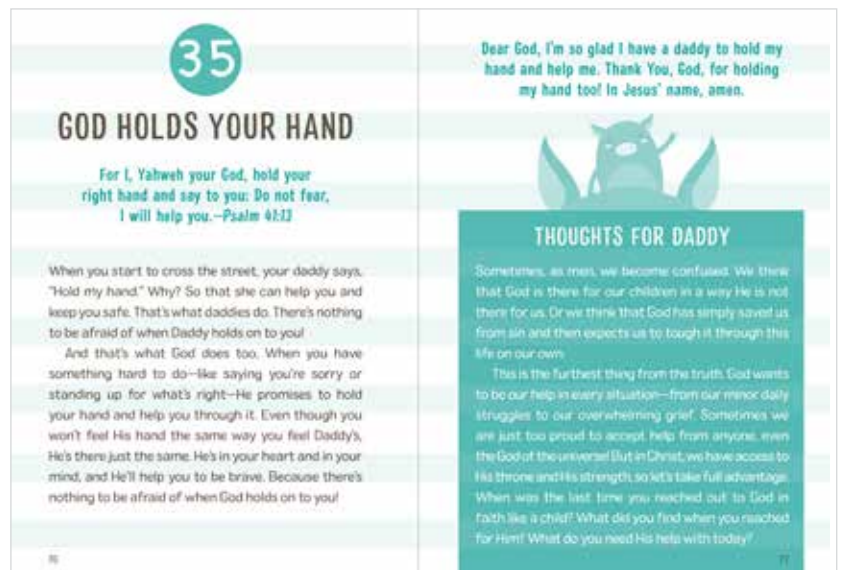 35
GOD HOLDS YOUR HAND
For I, Yahweh your God, hold your
right hand and say to you: Do not fear,
I will help you.—Psalm 41:13
When you start to cross the street, your daddy says,
"Hold my hand." Why? So that she can help you and
keep you safe. That's what daddies do. There's nothing
to be afraid of when Daddy holds on to you!
And that's what God does too. When you have
something hard to do—like saying you're sorry or
standing up for what's right—He promises to hold
your hand and help you through it. Even though you
won't feel His hand the same way you feel Daddy's,
He's there just the same. He's in your heart and in your
mind, and He'll help you to be brave. Because there's
nothing to be afraid of when God holds on to you!
Dear God, I'm so glad I have a daddy to hold my
hand and help me. Thank You, God, for holding
my hand too! In Jesus' name, amen.
THOUGHTS FOR DADDY
Sometimes, as men, we become confused. We think
that God is there for our children in a way He is not
there for us. Or we think that God has simply saved us
from sin and then expects us to tough it through this
life on our own.
This is the furthest thing from the truth. God wants
to be our help in every situation—from our minor daily
struggles to our overwhelming grief. Sometimes we
are just too proud to accept help from anyone, even
the God of the universe! But in Christ, we have access to
His throne and His strength, so let's take full advantage.
When was the last time you reached out to God in
faith like a child? What did you find when you reached
for Him? What do you need His help with today?
77